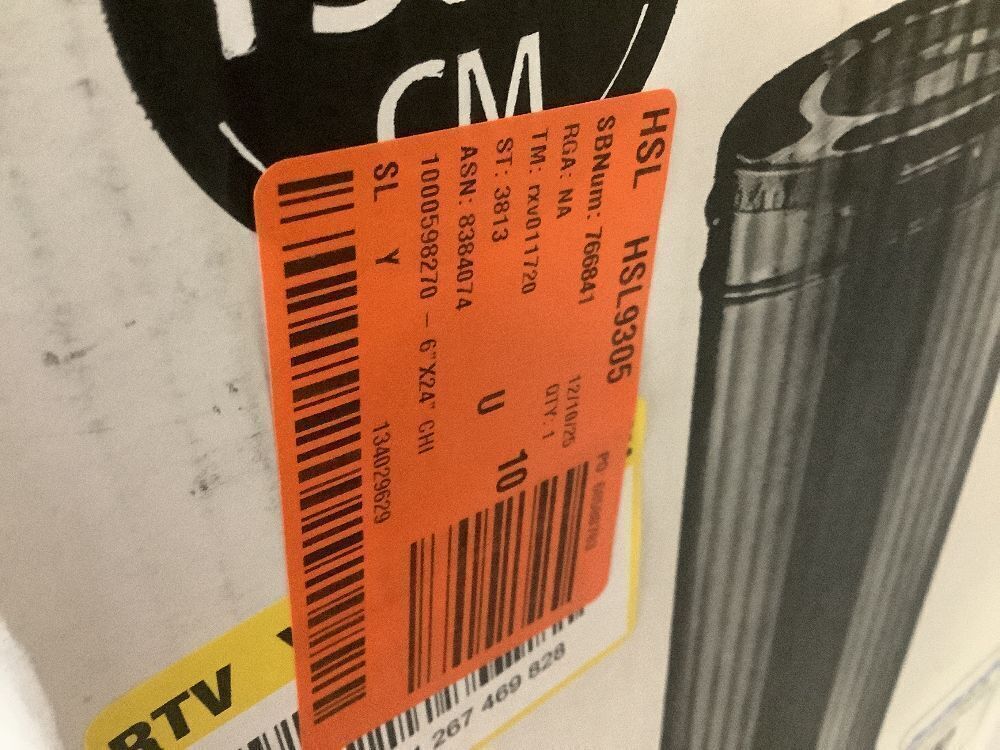 CM
HSL HSL9305
SBNum: 766841
RGA: NA 12/10/25
TM: rxv011720 QTY: 1
ST: 3813
ASN: 8384074 U 10
1000598270 - 6"X24" CHI
SL Y 134029629
RTV
267 469 828